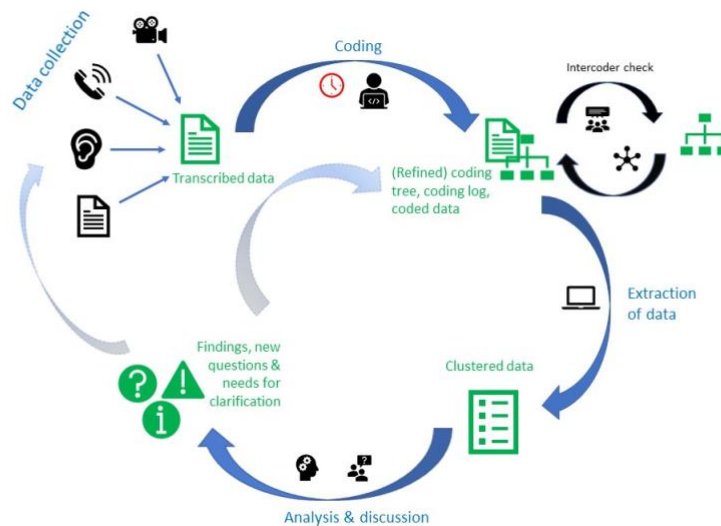 Data collection
Coding
Intercoder check
Transcribed data
(Refined) coding
tree, coding log,
coded data
Extraction
of data
Findings, new
questions &
needs for
clarification
Clustered data
Analysis & discussion